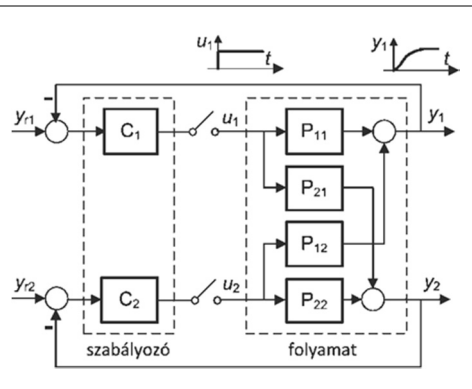 u1
t
y1
t
yr1
C1
u1
P11
y1
P21
P12
yr2
C2
u2
P22
y2
szabályozó
folyamat